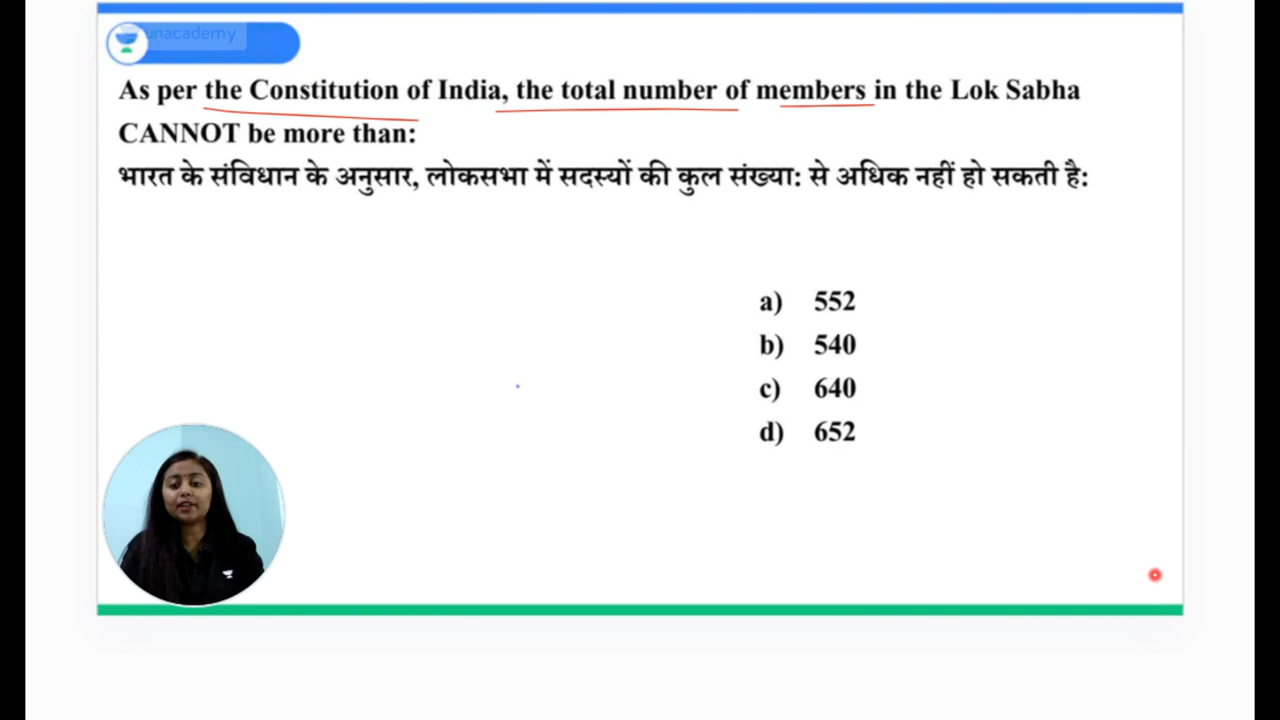 unacademy
As per the Constitution of India, the total number of members in the Lok Sabha
CANNOT be more than:
भारत के संविधान के अनुसार, लोकसभा में सदस्यों की कुल संख्या: से अधिक नहीं हो सकती है:
a) 552
b) 540
c) 640
d) 652